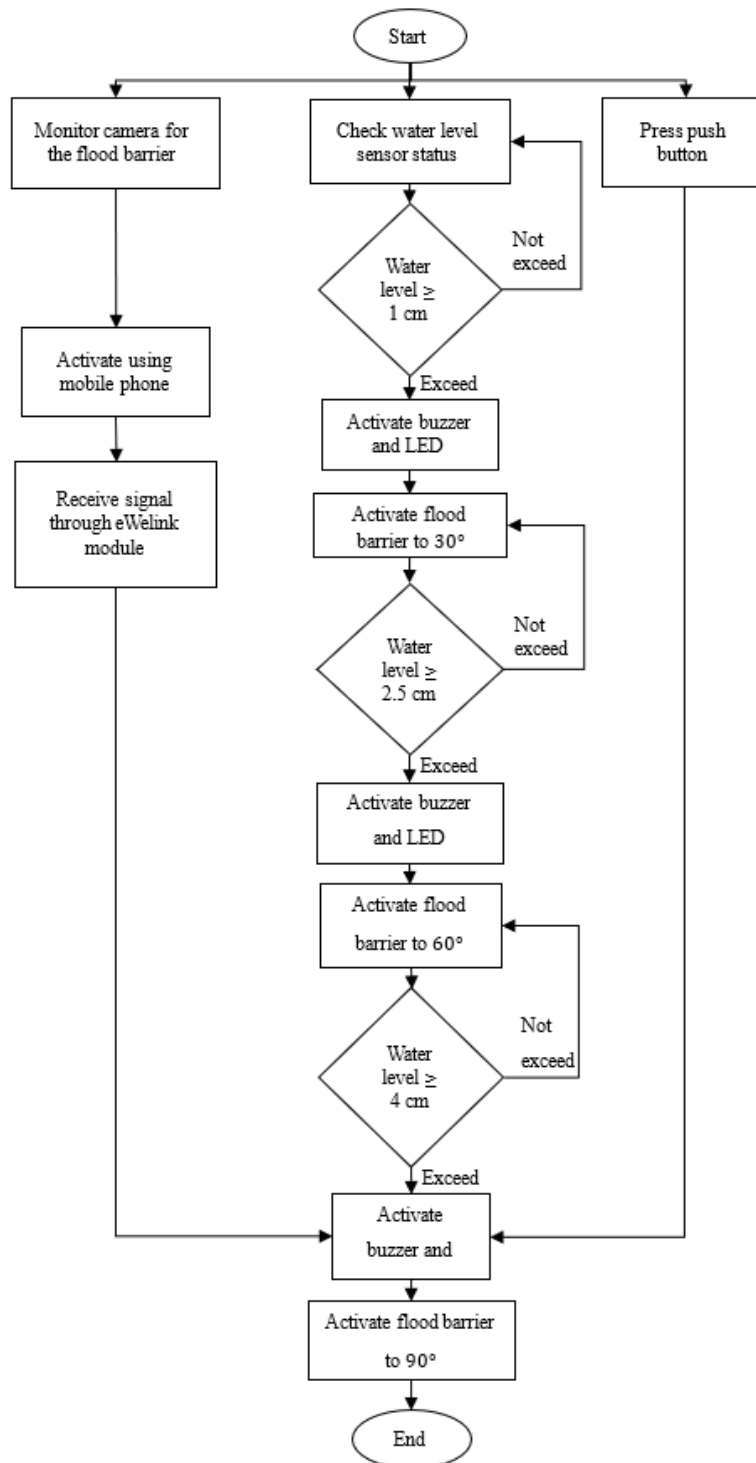 Start
Monitor camera for
the flood barrier
Check water level
sensor status
Press push
button
Not
exceed
Water
level ≥
1 cm
Activate using
mobile phone
Exceed
Activate buzzer
and LED
Receive signal
through eWelink
module
Activate flood
barrier to 30°
Not
exceed
Water
level ≥
2.5 cm
Exceed
Activate buzzer
and LED
Activate flood
barrier to 60°
Not
exceed
Water
level ≥
4 cm
Exceed
Activate
buzzer and
Activate flood barrier
to 90°
End